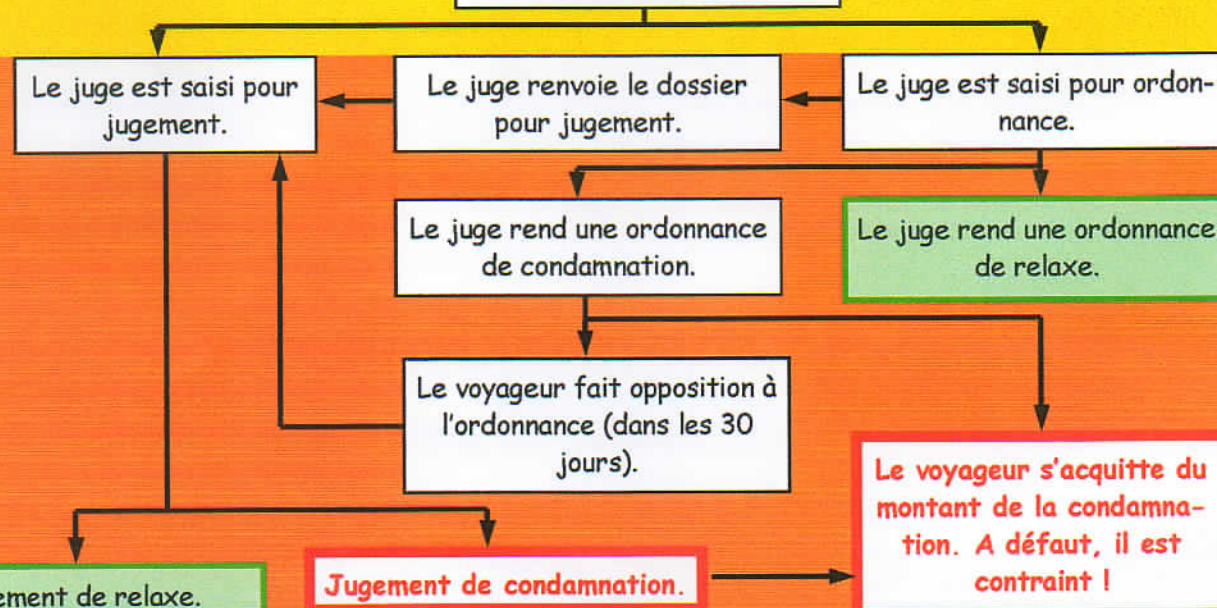 Le juge est saisi pour
jugement.
Le juge renvoie le dossier
pour jugement.
Le juge est saisi pour ordon-
nance.
Le juge rend une ordonnance
de condamnation.
Le juge rend une ordonnance
de relaxe.
Le voyageur fait opposition à
l'ordonnance (dans les 30
jours).
Le voyageur s'acquitte du
montant de la condamna-
tion. A défaut, il est
contraint !
ement de relaxe.
Jugement de condamnation.